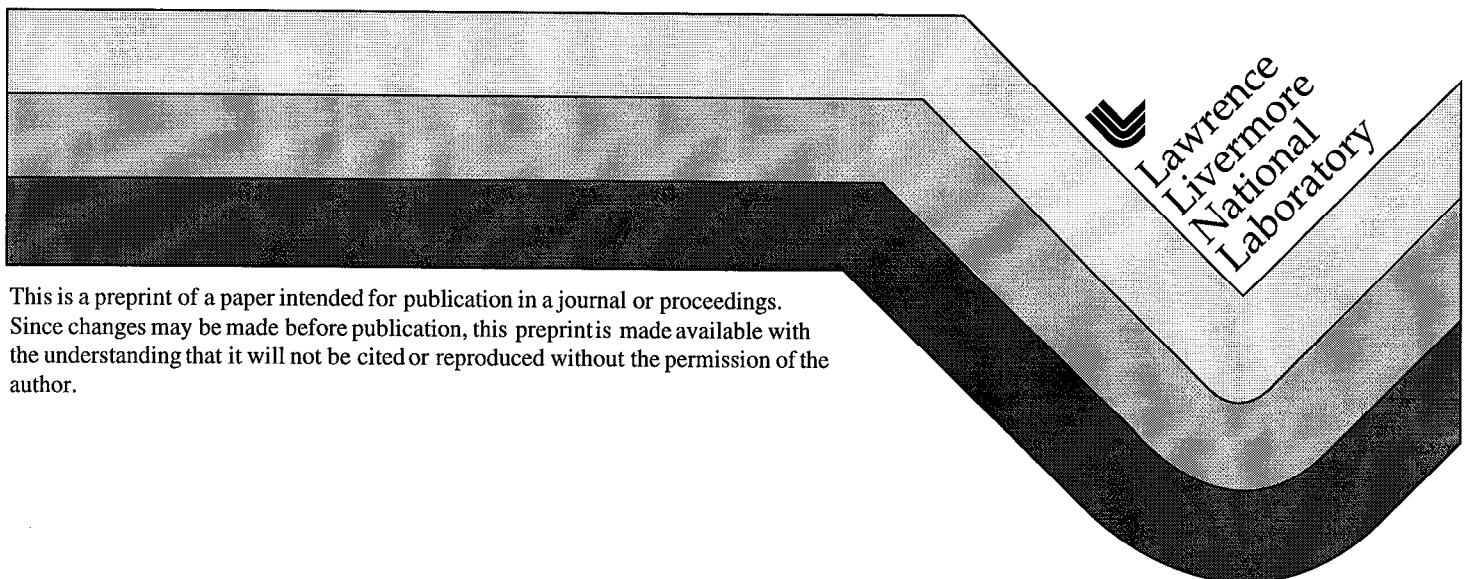 Lawrence
Livermore
National
Laboratory
This is a preprint of a paper intended for publication in a journal or proceedings.
Since changes may be made before publication, this preprint is made available with
the understanding that it will not be cited or reproduced without the permission of the
author.